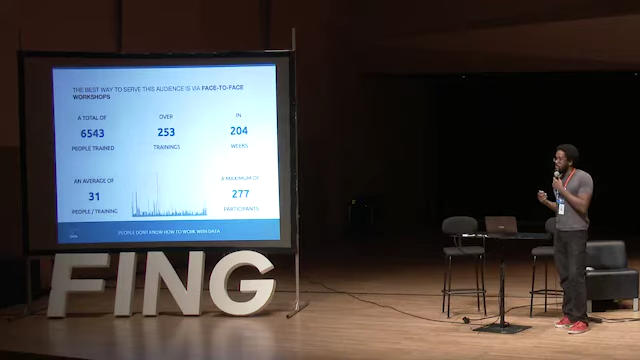 THE BEST WAY TO SERVE THIS AUDIENCE IS VIA FACE-TO-FACE
WORKSHOPS
A TOTAL OF
6543
PEOPLE TRAINED
OVER
253
TRAININGS
IN
204
WEEKS
AN AVERAGE OF
31
PEOPLE / TRAINING
A MAXIMUM OF
277
PARTICIPANTS
PEOPLE DONT KNOW HOW TO WORK WITH DATA
FING